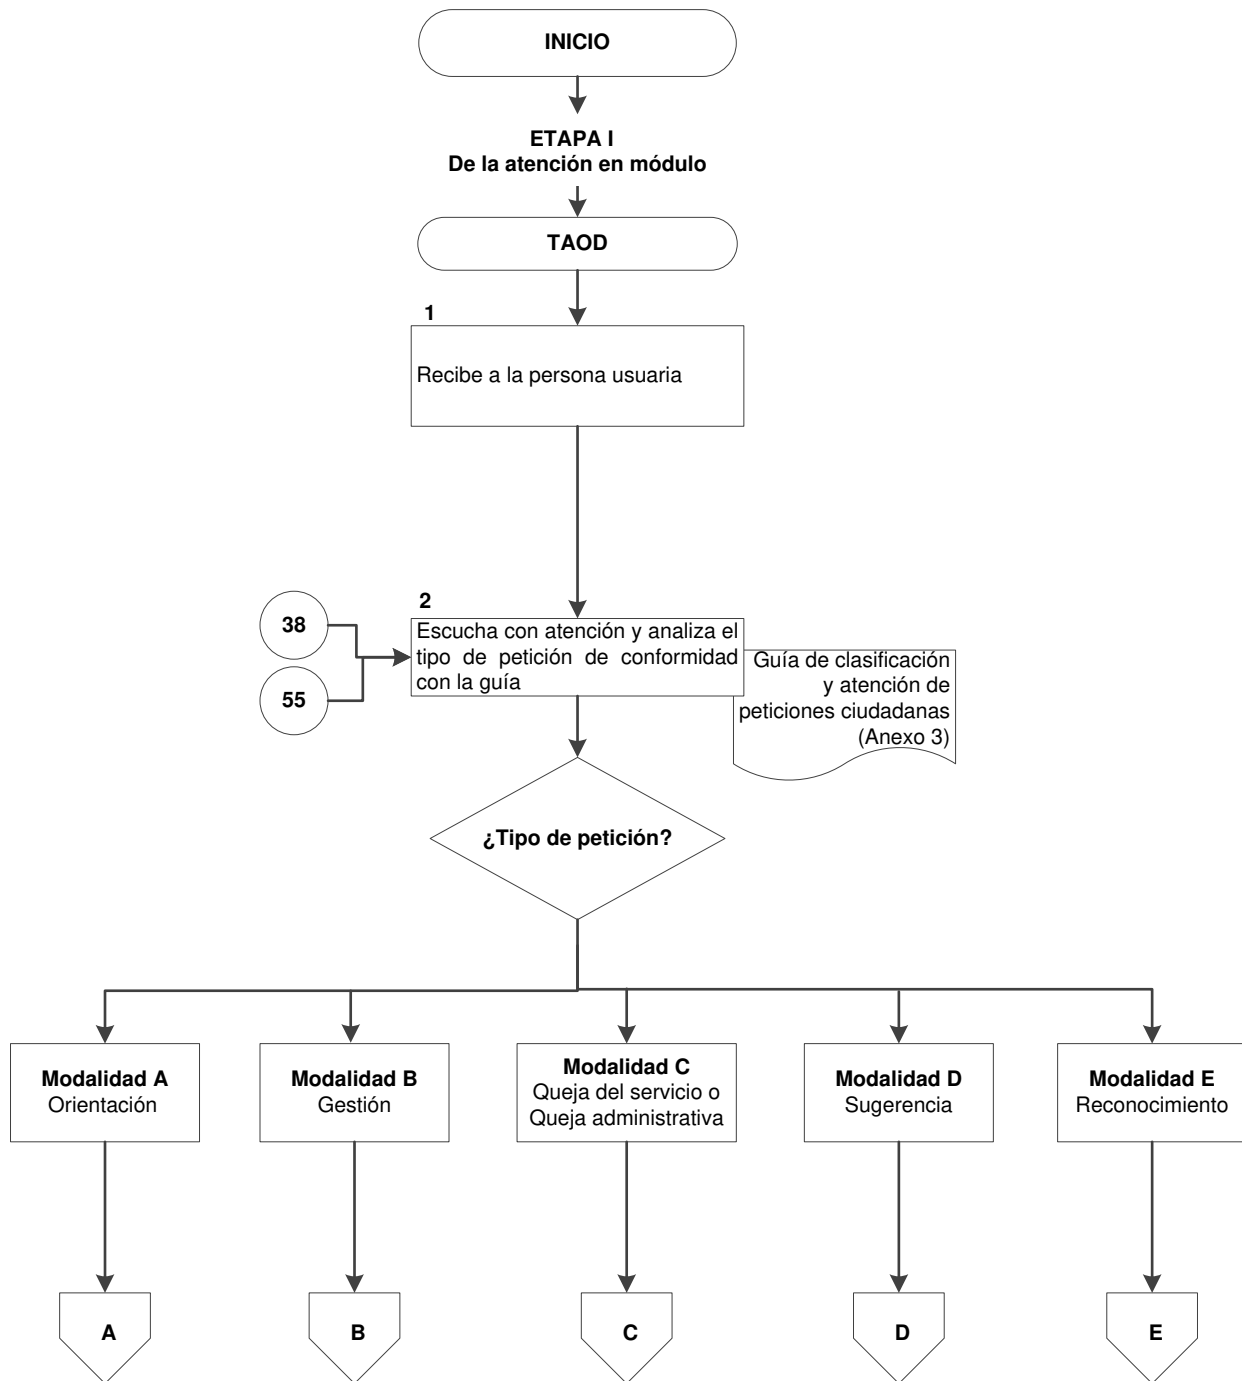 INICIO
ETAPA I
De la atención en módulo
TAOD
1
Recibe a la persona usuaria
2
Escucha con atención y analiza el
tipo de petición de conformidad
con la guía
38
55
Guía de clasificación
y atención de
peticiones ciudadanas
(Anexo 3)
¿Tipo de petición?
Modalidad A
Orientación
Modalidad B
Gestión
Modalidad C
Queja del servicio o
Queja administrativa
Modalidad D
Sugerencia
Modalidad E
Reconocimiento
A
B
C
D
E